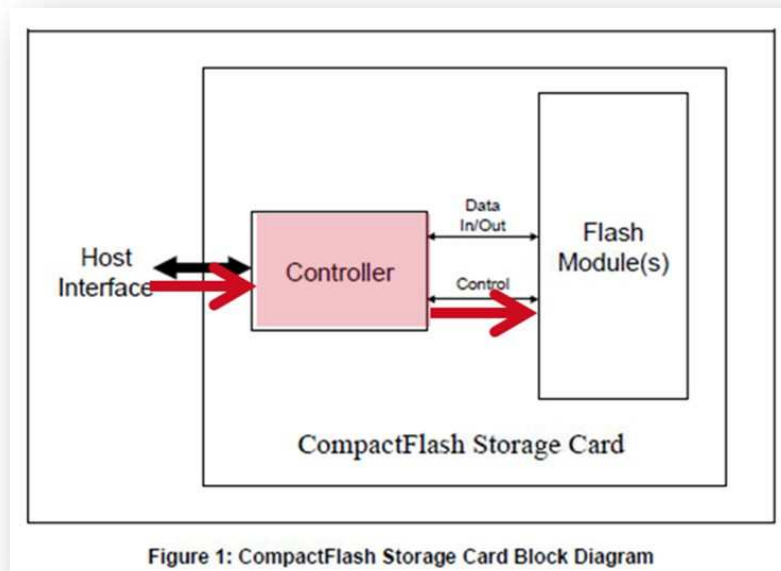 Data
In/Out
Flash
Module(s)
Host
Interface
Controller
Control
CompactFlash Storage Card
Figure 1: CompactFlash Storage Card Block Diagram